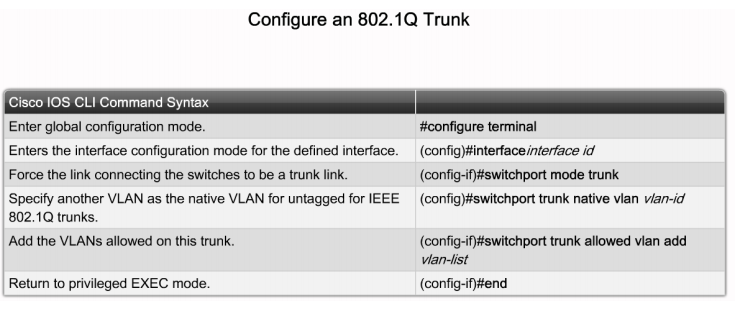 Configure an 802.1Q Trunk
Cisco IOS CLI Command Syntax
Enter global configuration mode. #configure terminal
Enters the interface configuration mode for the defined interface. (config)#interface interface id
Force the link connecting the switches to be a trunk link. (config-if)#switchport mode trunk
Specify another VLAN as the native VLAN for untagged for IEEE
802.1Q trunks.
(config)#switchport trunk native vlan vlan-id
Add the VLANs allowed on this trunk.
(config-if)#switchport trunk allowed vlan add
vlan-list
Return to privileged EXEC mode. (config-if)#end